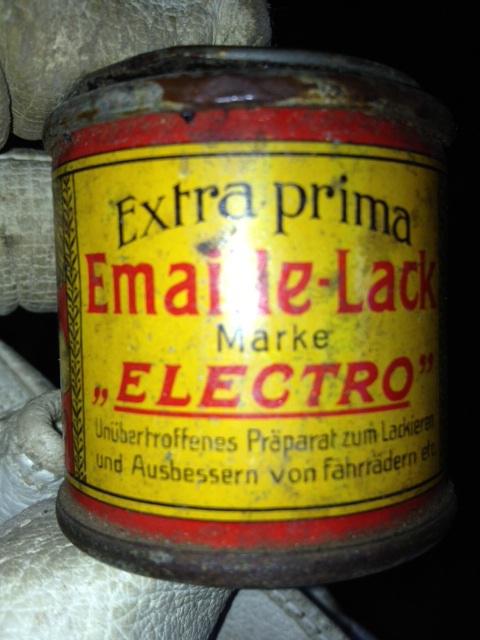 Extra prima
Emaille-Lack
Marke
„ELECTRO”
Unübertroffenes Präparat zum Lackieren
und Ausbessern von Fahrrädern etc.